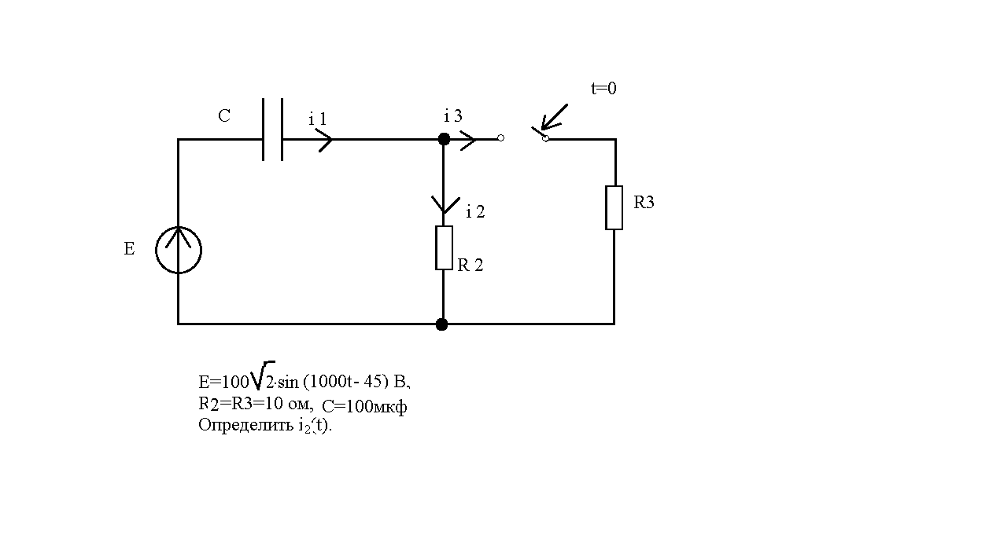 t=0
C
i 1
i 3
i 2
R3
E
R 2
E=100√2·sin (1000t- 45) В,
R2=R3=10 ом, C=100мкф
Определить i₂(t).